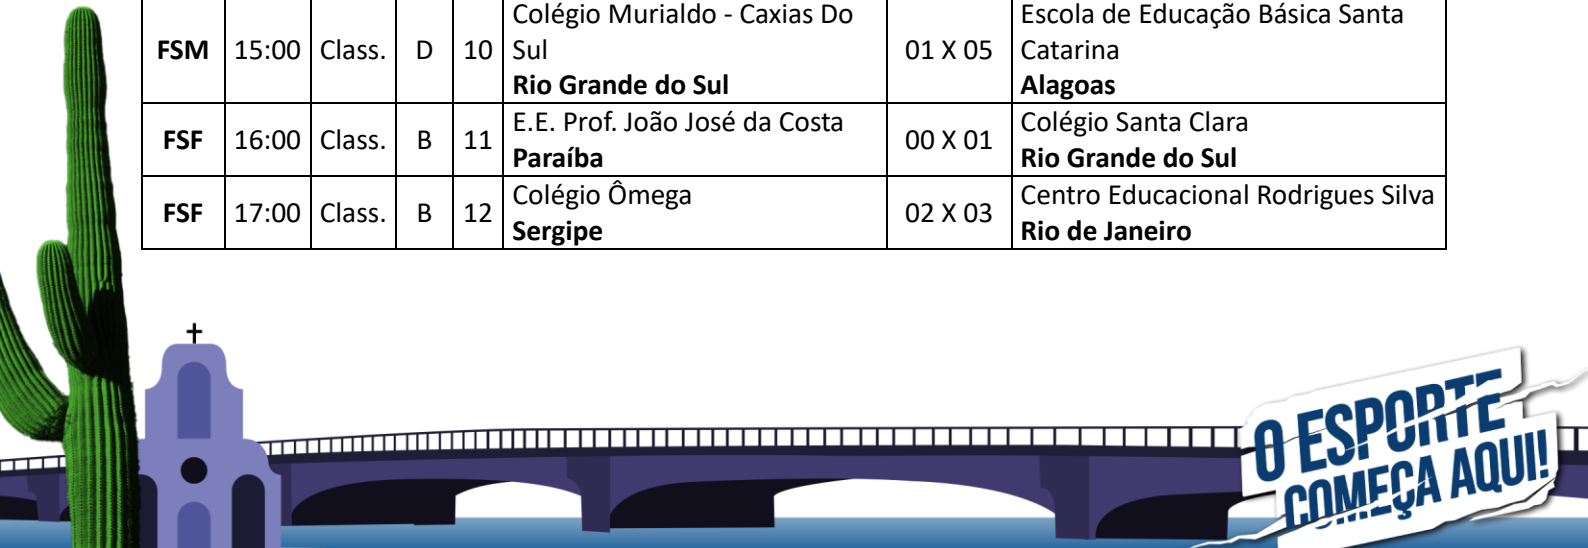 Colégio Murialdo - Caxias Do
Sul
Rio Grande do Sul
FSM 15:00 Class. D 10
01 X 05
Escola de Educação Básica Santa
Catarina
Alagoas
FSF 16:00 Class. B 11
E.E. Prof. João José da Costa
Paraíba
00 X 01
Colégio Santa Clara
Rio Grande do Sul
FSF 17:00 Class. B 12
Colégio Ômega
Sergipe
02 X 03
Centro Educacional Rodrigues Silva
Rio de Janeiro
O ESPORTE
COMEÇA AQUI!